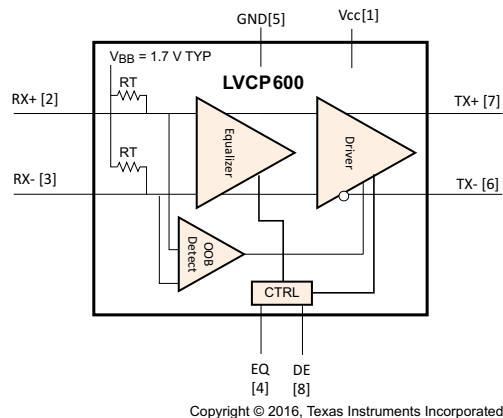 GND[5]
Vcc[1]
VBB = 1.7 V TYP
LVCP600
RT
RX+ [2]
TX+ [7]
Equalizer
Driver
RT
RX- [3]
TX- [6]
OOB
Detect
CTRL
EQ
[4]
DE
[8]
Copyright © 2016, Texas Instruments Incorporated